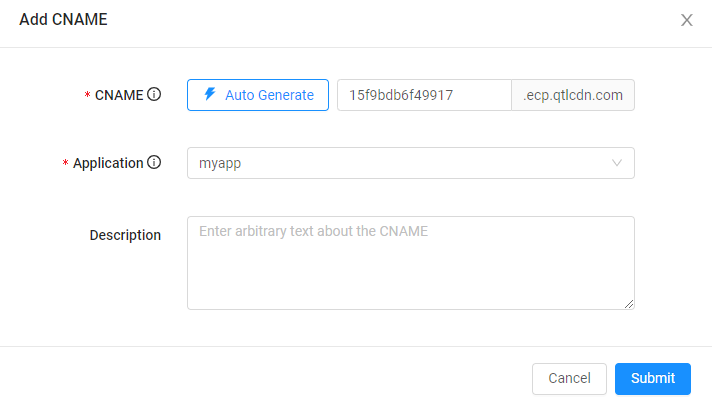 Add CNAME
* CNAME Auto Generate 15f9bdb6f49917 .ecp.qtlcdn.com
* Application myapp
Description Enter arbitrary text about the CNAME
Cancel Submit